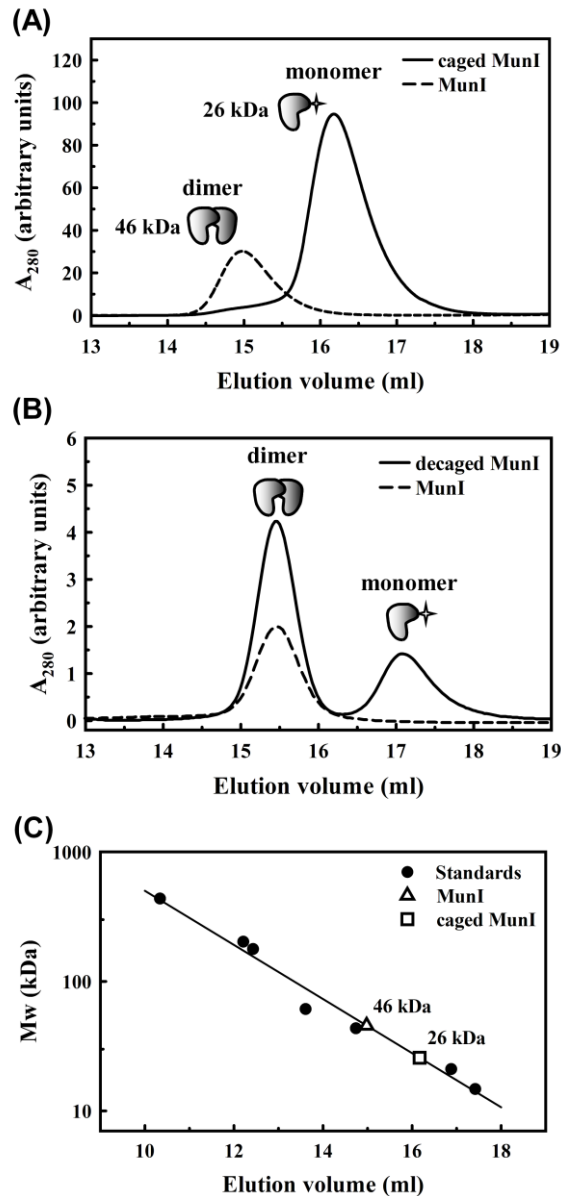 (A)
120
100
80
60
40
20
0
A280 (arbitrary units)
caged MunI
MunI
monomer
26 kDa
dimer
46 kDa
13 14 15 16 17 18 19
Elution volume (ml)
(B)
6
5
4
3
2
1
0
A280 (arbitrary units)
decaged MunI
MunI
dimer
monomer
13 14 15 16 17 18 19
Elution volume (ml)
(C)
1000
100
10
Mw (kDa)
Standards
MunI
caged MunI
46 kDa
26 kDa
10 12 14 16 18
Elution volume (ml)